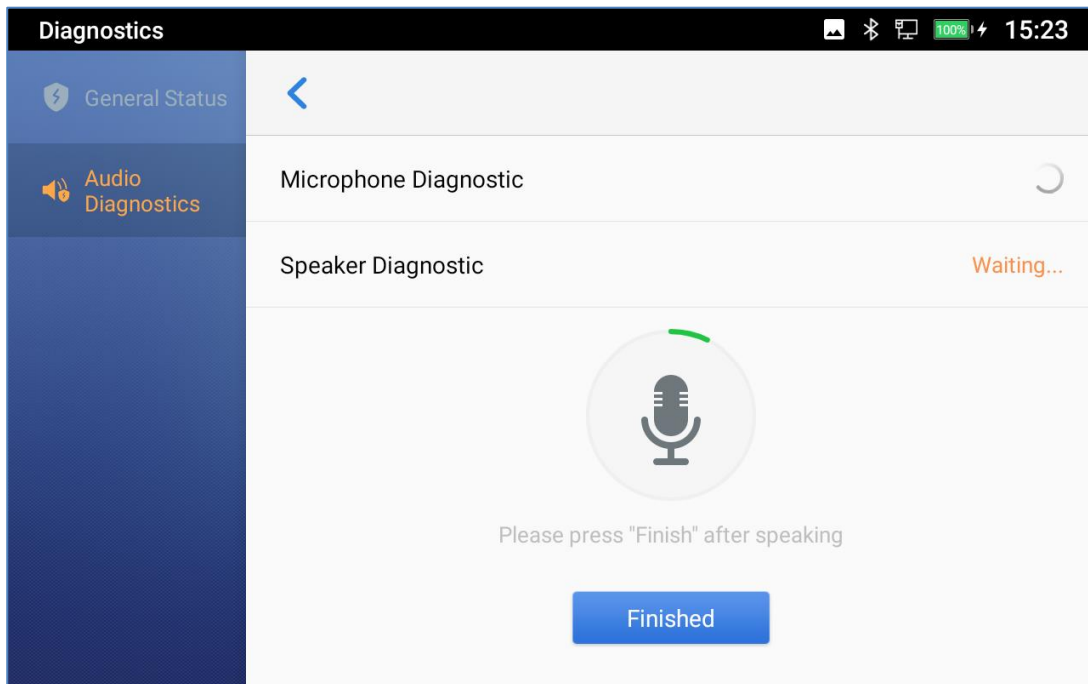 Diagnostics
100%
15:23
General Status
Audio
Diagnostics
Microphone Diagnostic
Speaker Diagnostic
Waiting...
Please press "Finish" after speaking
Finished